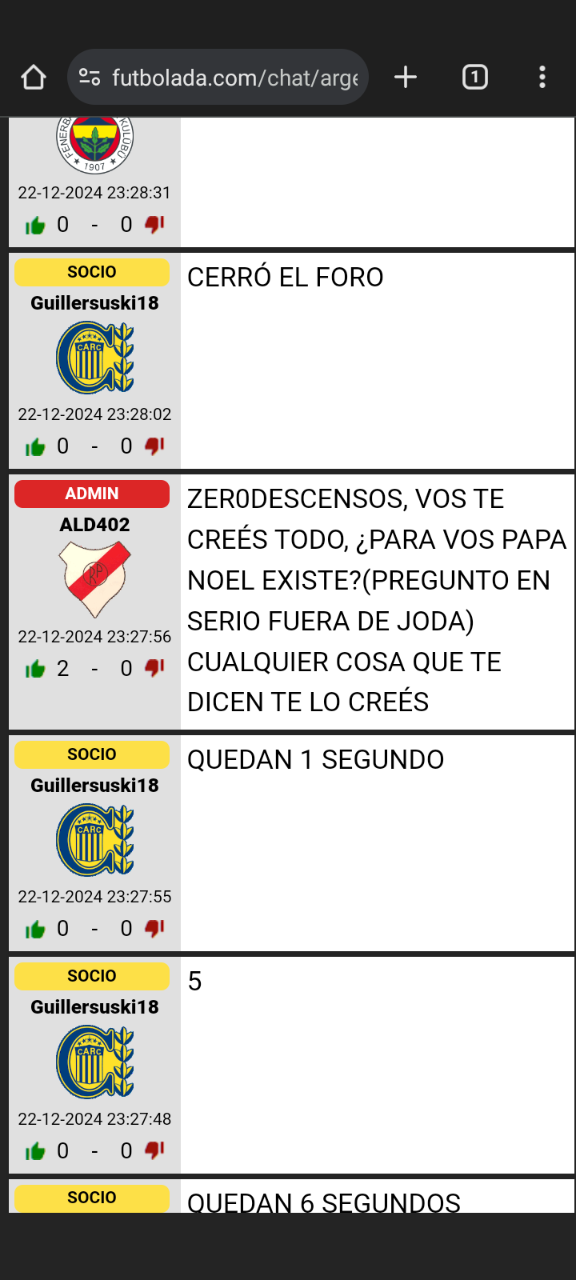 futbolada.com/chat/arge
1
FENERBA
KULÜBÜ
1907
22-12-2024 23:28:31
0 - 0
SOCIO
Guillersuski18
CARC
22-12-2024 23:28:02
0 - 0
CERRÓ EL FORO
ADMIN
ALD402
22-12-2024 23:27:56
2 - 0
ZER0DESCENSOS, VOS TE
CREÉS TODO, ¿PARA VOS PAPA
NOEL EXISTE?(PREGUNTO EN
SERIO FUERA DE JODA)
CUALQUIER COSA QUE TE
DICEN TE LO CREÉS
SOCIO
Guillersuski18
CARC
22-12-2024 23:27:55
0 - 0
QUEDAN 1 SEGUNDO
SOCIO
Guillersuski18
CARC
22-12-2024 23:27:48
0 - 0
5
SOCIO
QUEDAN 6 SEGUNDOS